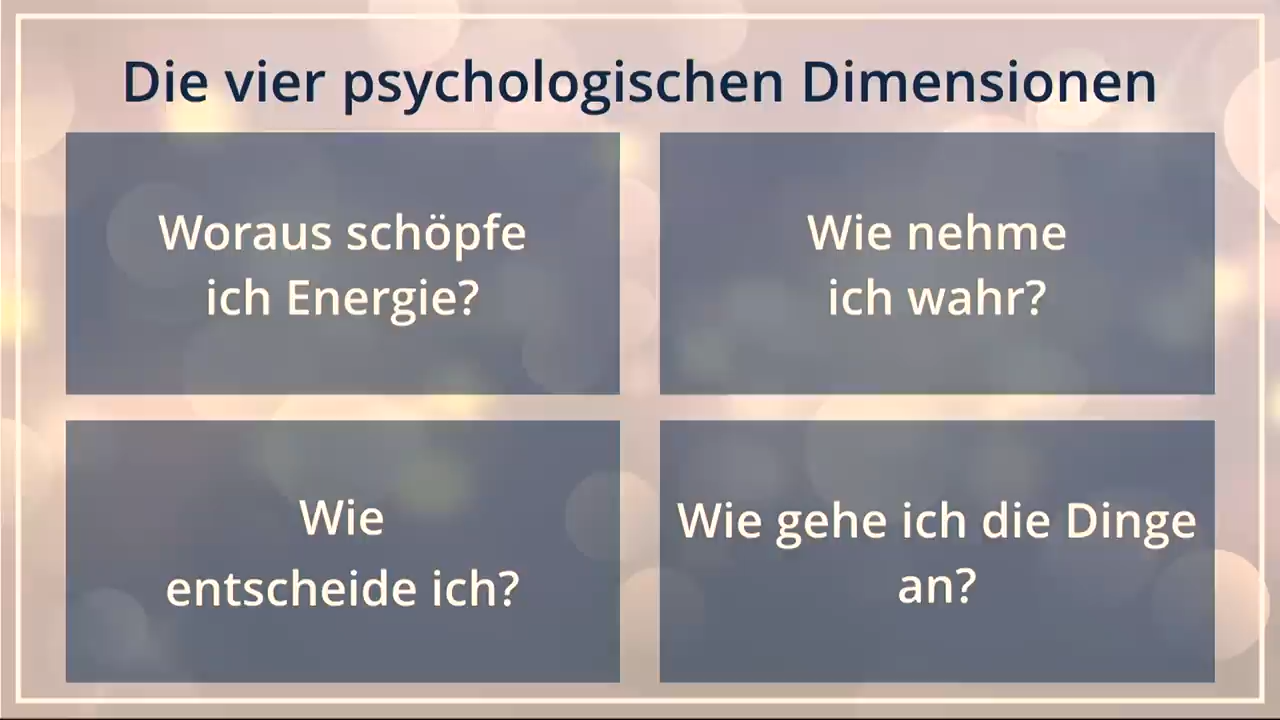 Die vier psychologischen Dimensionen
Woraus schöpfe
ich Energie?
Wie nehme
ich wahr?
Wie
entscheide ich?
Wie gehe ich die Dinge
an?